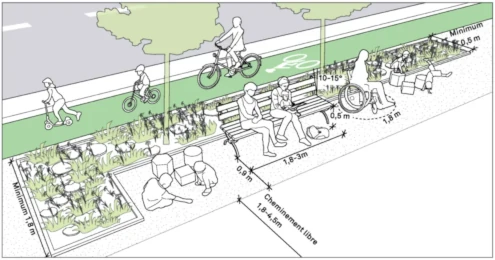 Minimum
0,5 m
10-15°
0,5 m
1,8 m
1,8-3m
0,9 m
Minimum 1,8 m
Cheminement libre
1,8-4,5m